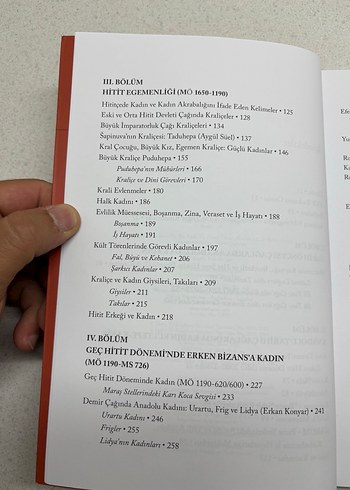 III. BÖLÜM
HİTİT EGEMENLİĞİ (MÖ 1650-1190)
Hititçede Kadın ve Kadın Akrabalığını İfade Eden Kelimeler • 125
Eski ve Orta Hitit Devleti Çağında Kraliçeler • 128
Büyük İmparatorluk Çağı Kraliçeleri • 134
Šapinuva'nın Kraliçesi: Taduhepa (Aygül Süel) • 137
Kral Çocuğu, Büyük Kız, Egemen Kraliçe: Güçlü Kadınlar • 146
Büyük Kraliçe Puduhepa • 155
Puduhepa'nın Mühürleri • 166
Kraliçe ve Dini Görevleri • 170
Krali Evlenmeler • 180
Halk Kadını • 186
Evlilik Müessesesi, Boşanma, Zina, Veraset ve İş Hayatı • 188
Boşanma • 189
İş Hayatı • 191
Kült Törenlerinde Görevli Kadınlar • 197
Fal, Büyü ve Kehanet • 206
Şarkıcı Kadınlar • 207
Kraliçe ve Kadın Giysileri, Takıları • 209
Giysiler • 211
Takılar • 215
Hitit Erkeği ve Kadın • 218
IV. BÖLÜM
GEÇ HİTİT DÖNEMİ'NDE ERKEN BİZANS'A KADIN
(MÖ 1190-MS 726)
Geç Hitit Döneminde Kadın (MÖ 1190-620/600) • 227
Maraş Stellerindeki Karı Koca Sevgisi • 233
Demir Çağında Anadolu Kadını: Urartu, Frig ve Lidya (Erkan Konyar) • 241
Urartu Kadını • 246
Frigler • 255
Lidya'nın Kadınları • 258